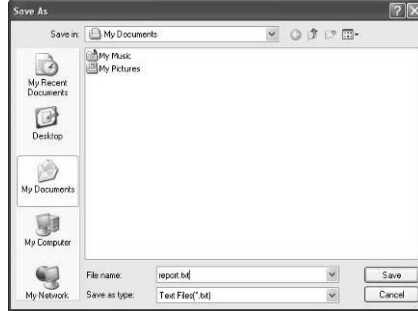 Save As
Save in: My Documents
My Music
My Pictures
My Recent
Documents
Desktop
My Documents
My Computer
My Network
File name: report.txt Save
Save as type: Text Files(*.txt) Cancel